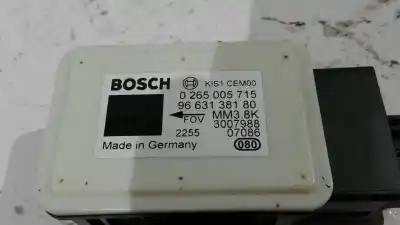 BOSCH KIS1 CEM00
0 265 005 715
96 631 381 80
MM3.8K
FOV 3007988
2255 07086
Made in Germany 080